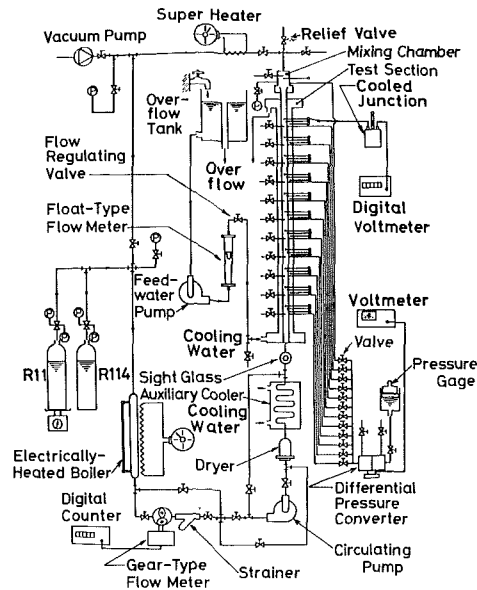 Super Heater
Relief Valve
Vacuum Pump
Mixing Chamber
Test Section
Cooled
Junction
Over-
flow
Tank
Flow
Regulating
Valve
Over
flow
Digital
Voltmeter
Float-Type
Flow Meter
Feed-
water
Pump
Voltmeter
Cooling
Water
Valve
Pressure
Gage
R11
R114
Sight Glass
Auxiliary Cooler
Cooling
Water
Electrically-
Heated Boiler
Dryer
Digital
Counter
Differential
Pressure
Converter
Gear-Type
Flow Meter
Strainer
Circulating
Pump
P
P
P
P
P
P